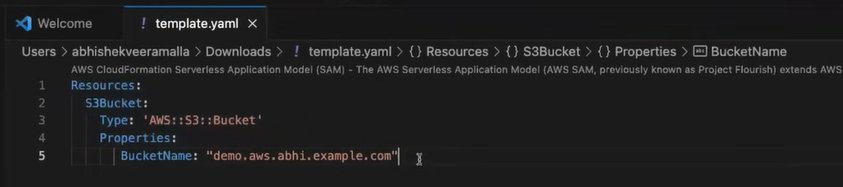 Welcome
! template.yaml ×
Users > abhishekveeramalla > Downloads > ! template.yaml > {} Resources > {} S3Bucket > {} Properties > BucketName
AWS CloudFormation Serverless Application Model (SAM) - The AWS Serverless Application Model (AWS SAM, previously known as Project Flourish) extends AWS
1 Resources:
2   S3Bucket:
3     Type: 'AWS::S3::Bucket'
4     Properties:
5       BucketName: "demo.aws.abhi.example.com"